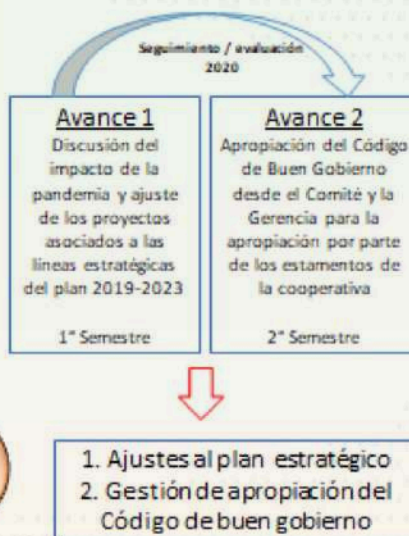 Seguimiento / evaluación
2020
Avance 1
Discusión del
impacto de la
pandemia y ajuste
de los proyectos
asociados a las
líneas estratégicas
del plan 2019-2023
1° Semestre
Avance 2
Apropiación del Código
de Buen Gobierno
desde el Comité y la
Gerencia para la
apropiación por parte
de los estamentos de
la cooperativa
2° Semestre
1. Ajustes al plan estratégico
2. Gestión de apropiación del
Código de buen gobierno